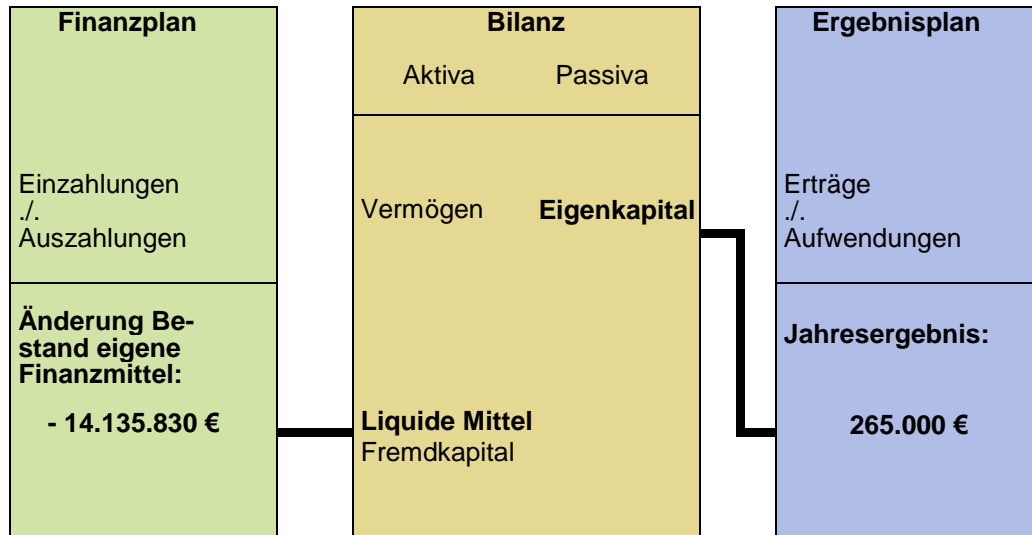 Finanzplan
Einzahlungen
./.
Auszahlungen
Änderung Be-
stand eigene
Finanzmittel:
- 14.135.830 €
Bilanz
Aktiva Passiva
Vermögen Eigenkapital
Liquide Mittel
Fremdkapital
Ergebnisplan
Erträge
./.
Aufwendungen
Jahresergebnis:
265.000 €